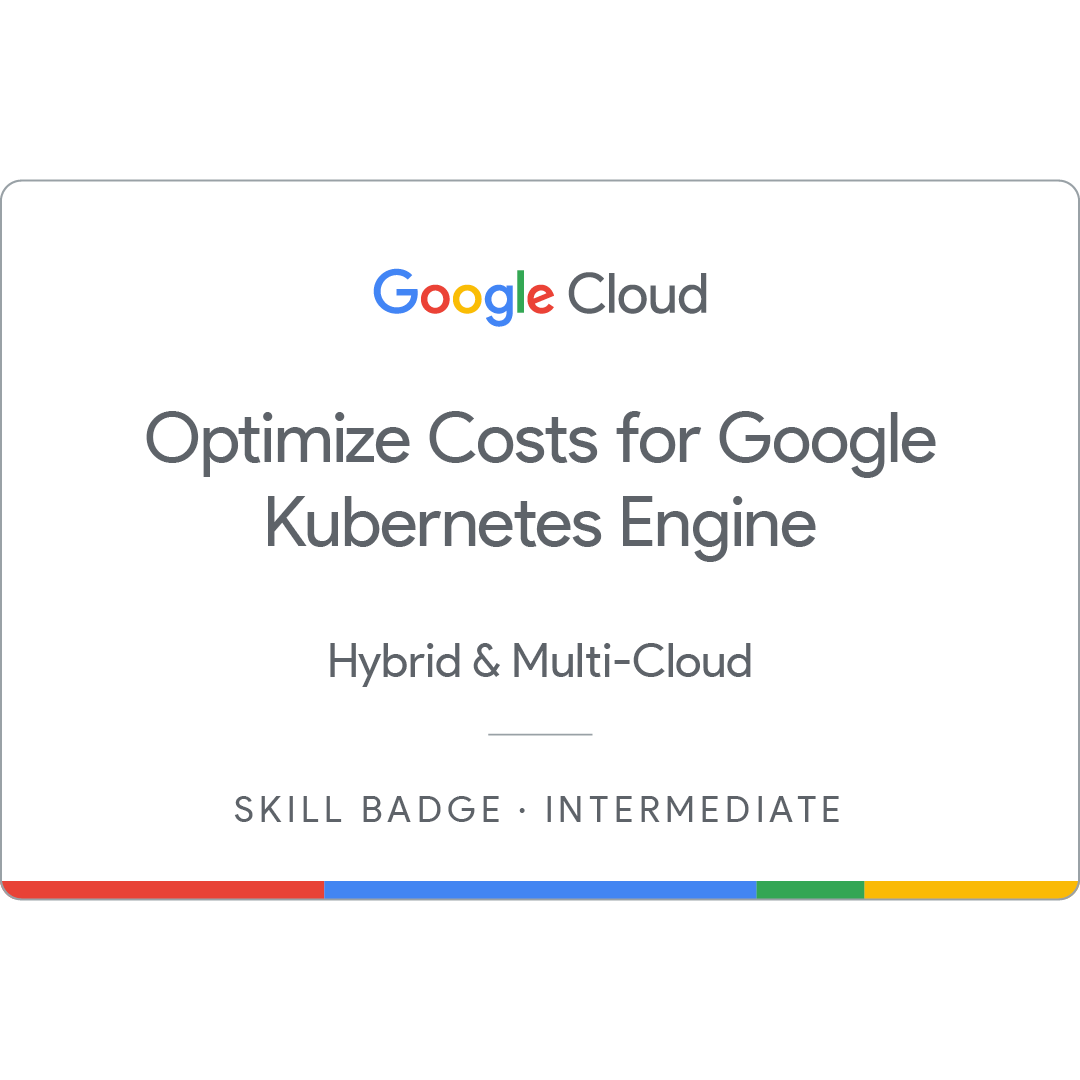 Google Cloud
Optimize Costs for Google
Kubernetes Engine
Hybrid & Multi-Cloud
SKILL BADGE · INTERMEDIATE